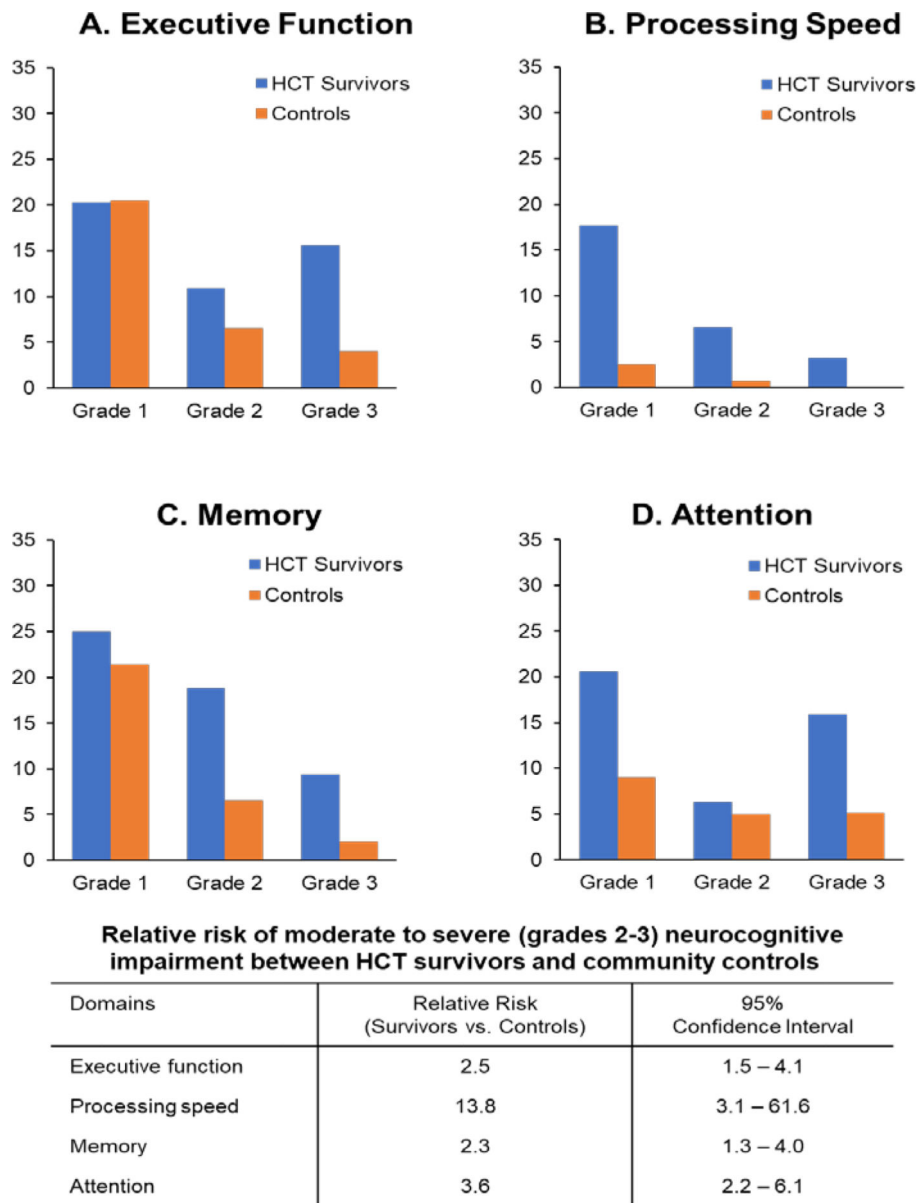 A. Executive Function
35
30
25
20
15
10
5
0
HCT Survivors
Controls
Grade 1 Grade 2 Grade 3
B. Processing Speed
35
30
25
20
15
10
5
0
HCT Survivors
Controls
Grade 1 Grade 2 Grade 3
C. Memory
35
30
25
20
15
10
5
0
HCT Survivors
Controls
Grade 1 Grade 2 Grade 3
D. Attention
35
30
25
20
15
10
5
0
HCT Survivors
Controls
Grade 1 Grade 2 Grade 3
Relative risk of moderate to severe (grades 2-3) neurocognitive
impairment between HCT survivors and community controls
Domains Relative Risk 95%
(Survivors vs. Controls) Confidence Interval
Executive function 2.5 1.5 – 4.1
Processing speed 13.8 3.1 – 61.6
Memory 2.3 1.3 – 4.0
Attention 3.6 2.2 – 6.1